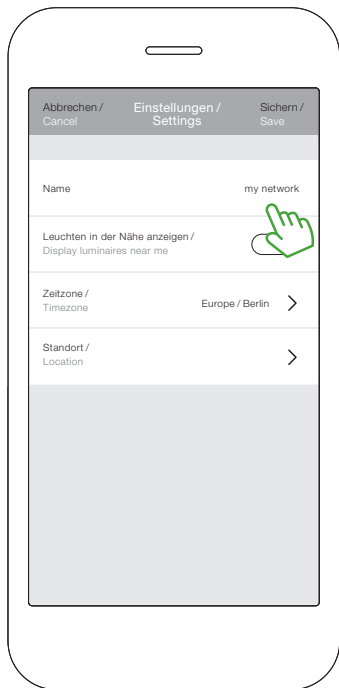 Abbrechen /
Cancel
Einstellungen /
Settings
Sichern /
Save
Name
my network
Leuchten in der Nähe anzeigen /
Display luminaires near me
Zeitzone /
Timezone
Europe / Berlin
Standort /
Location